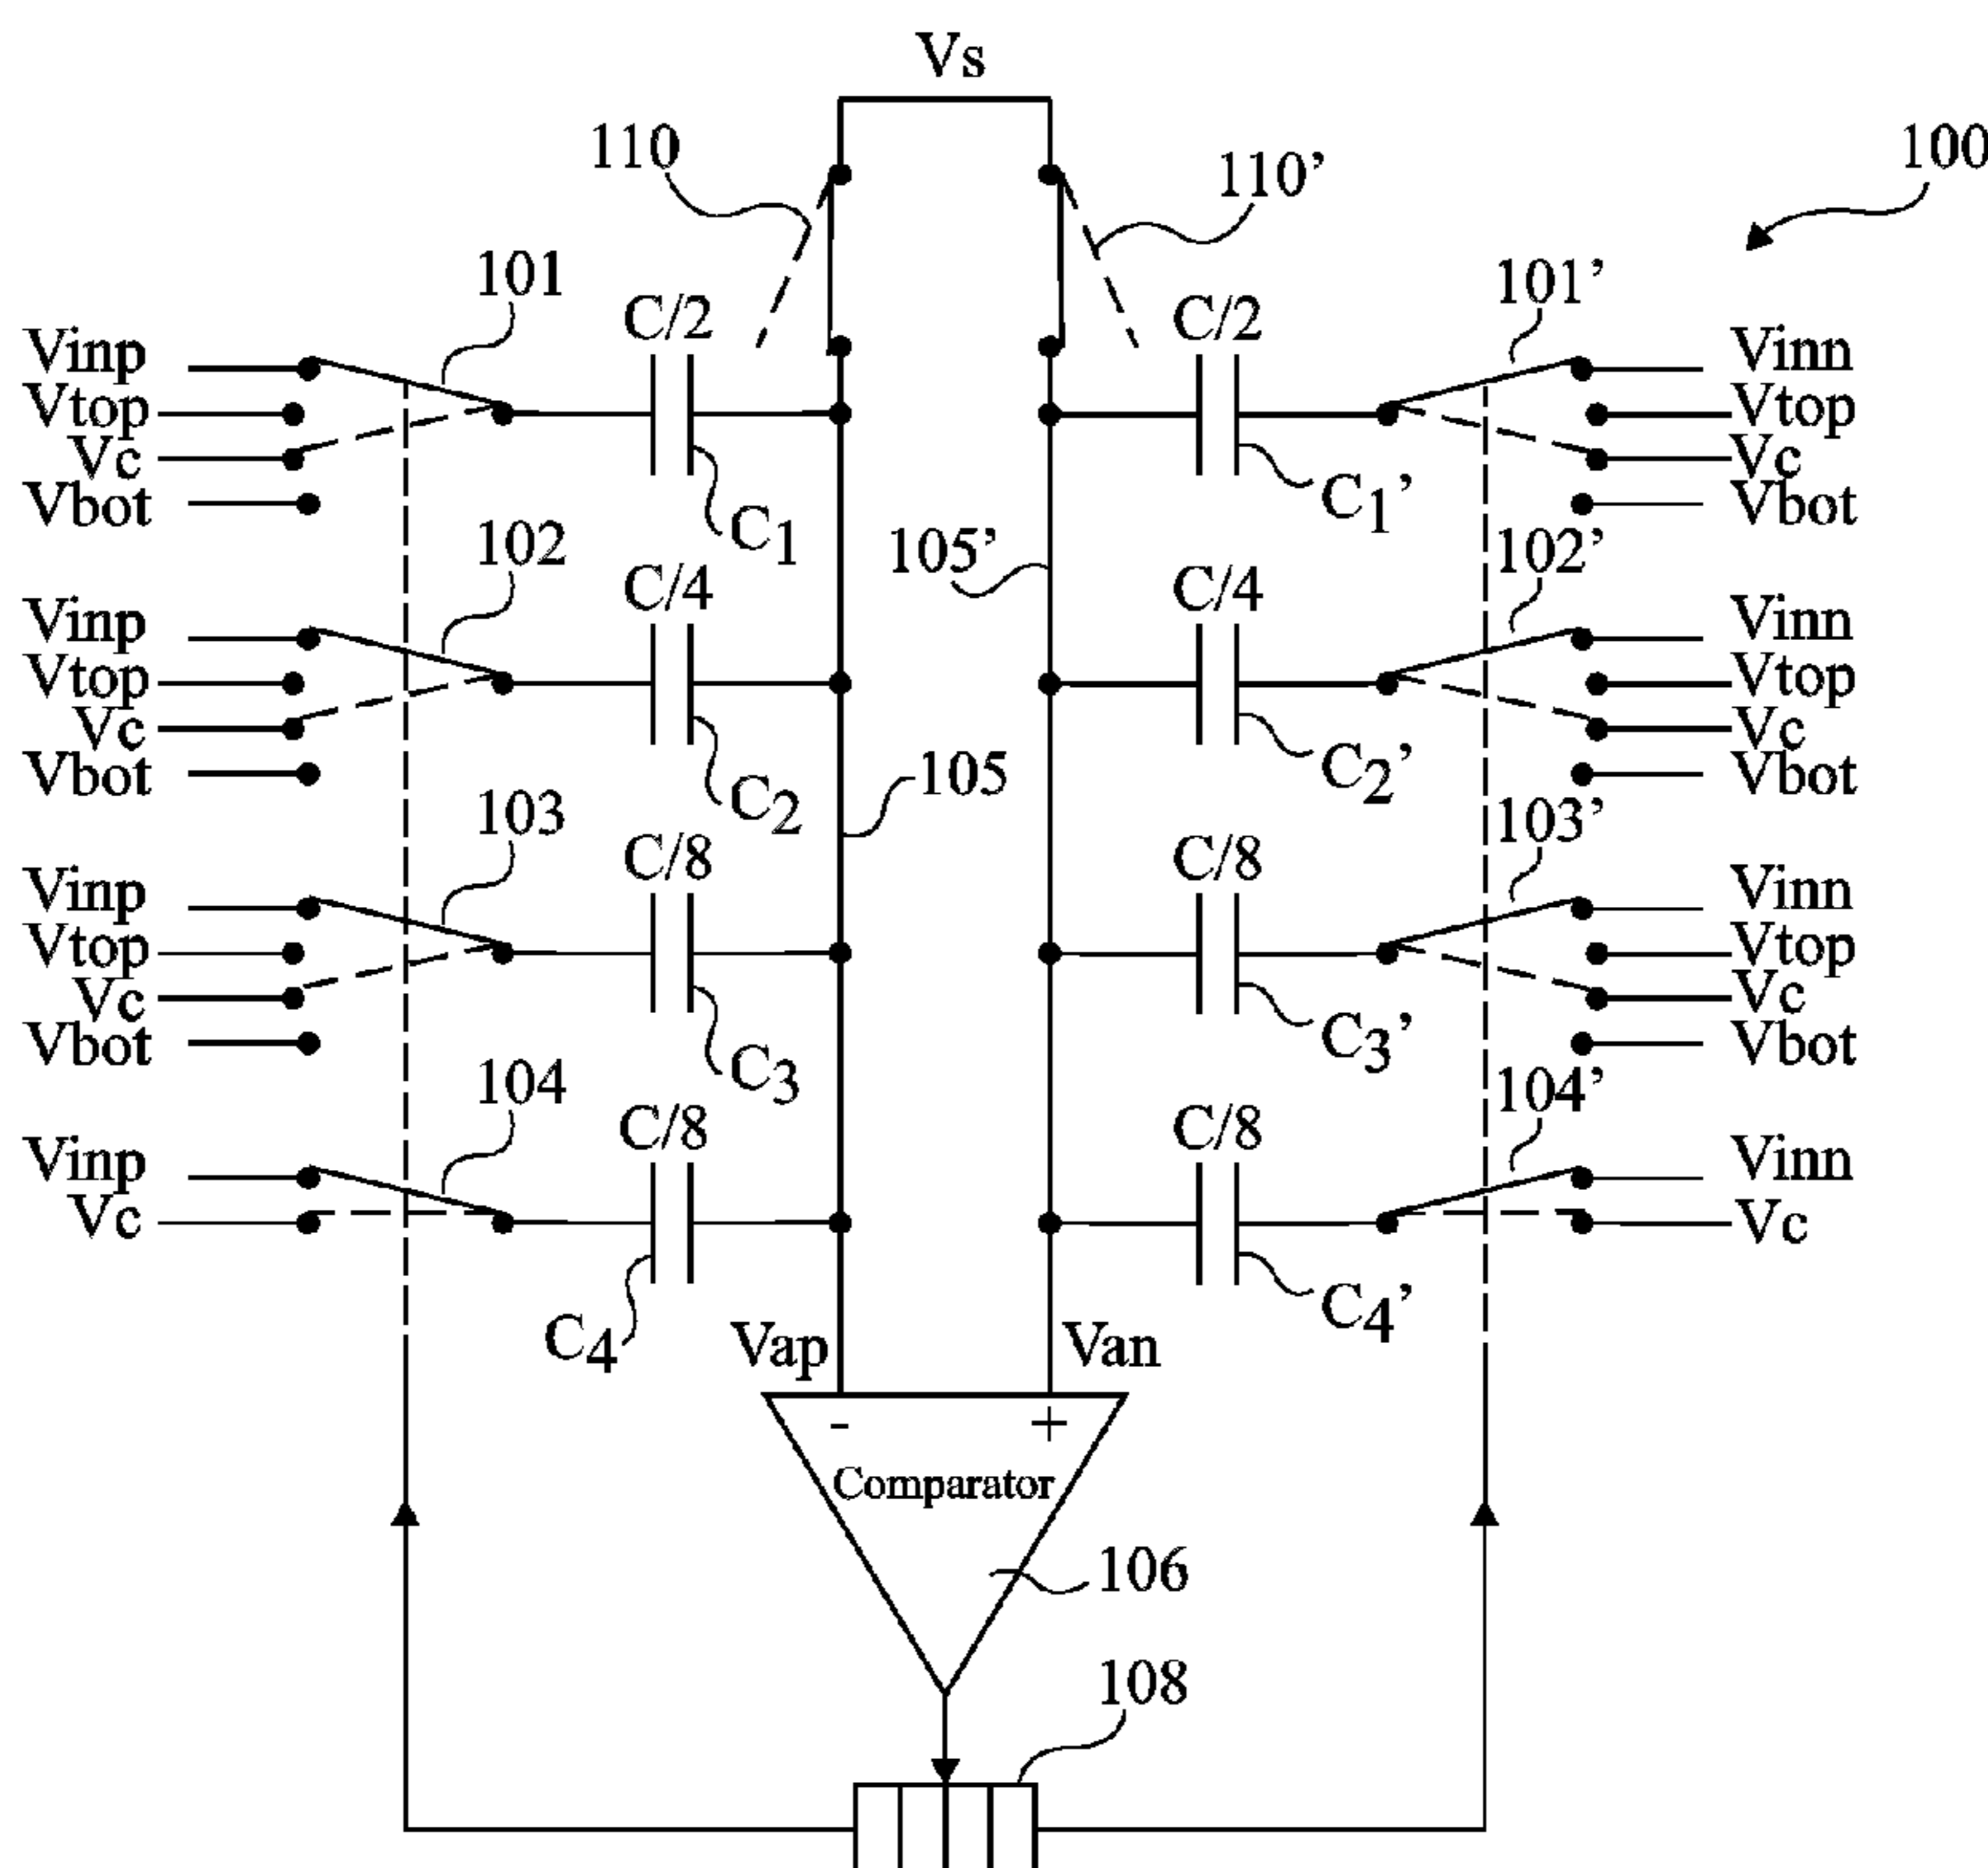 Vs
110
110’
100
101
C/2
C/2
101’
Vinp
Vtop
Vc
Vbot
Vinn
Vtop
Vc
Vbot
C1
C1’
102
C/4
105’
C/4
102’
Vinp
Vtop
Vc
Vbot
Vinn
Vtop
Vc
Vbot
C2
105
C2’
103
C/8
C/8
103’
Vinp
Vtop
Vc
Vbot
Vinn
Vtop
Vc
Vbot
C3
C3’
104
C/8
C/8
104’
Vinp
Vc
Vinn
Vc
C4
C4’
Vap
Van
- +
Comparator
106
108